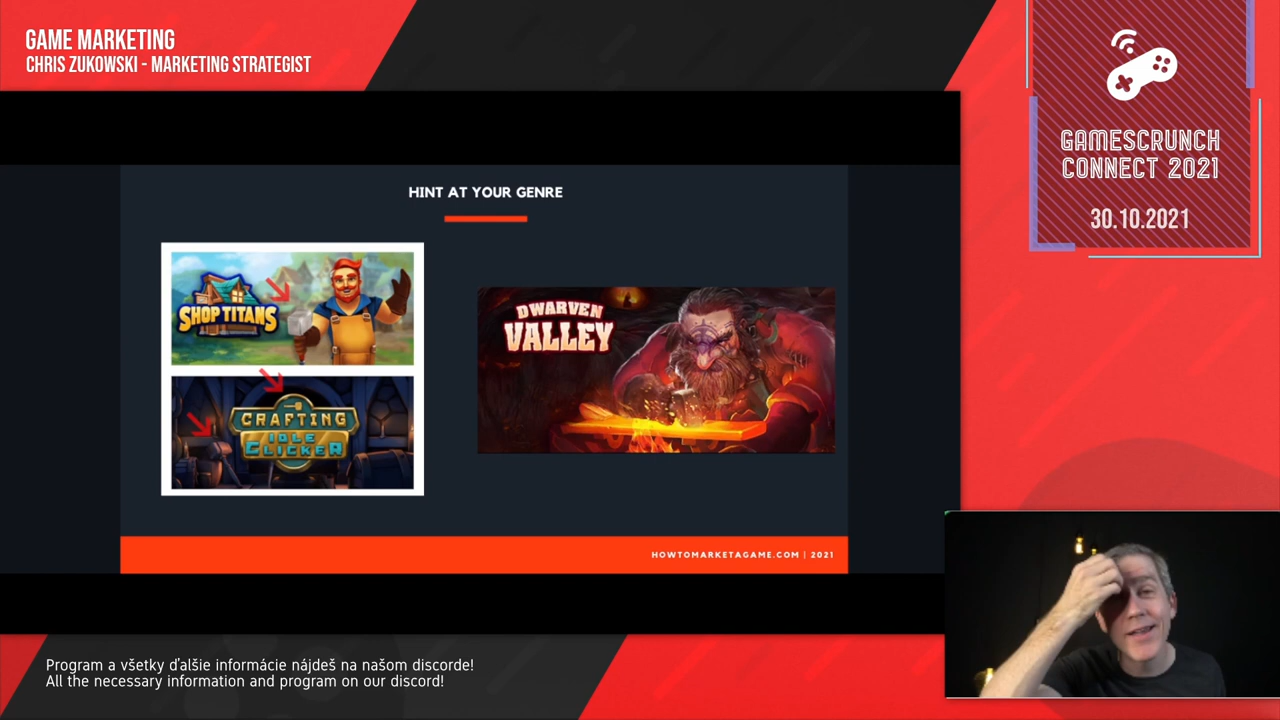 GAME MARKETING
CHRIS ZUKOWSKI - MARKETING STRATEGIST
GAMESCRUNCH
CONNECT 2021
30.10.2021
HINT AT YOUR GENRE
SHOP TITANS
CRAFTING
IDLE
CLICKER
DWARVEN
VALLEY
HOWTOMARKETAGAME.COM | 2021
Program a všetky ďalšie informácie nájdeš na našom discorde!
All the necessary information and program on our discord!